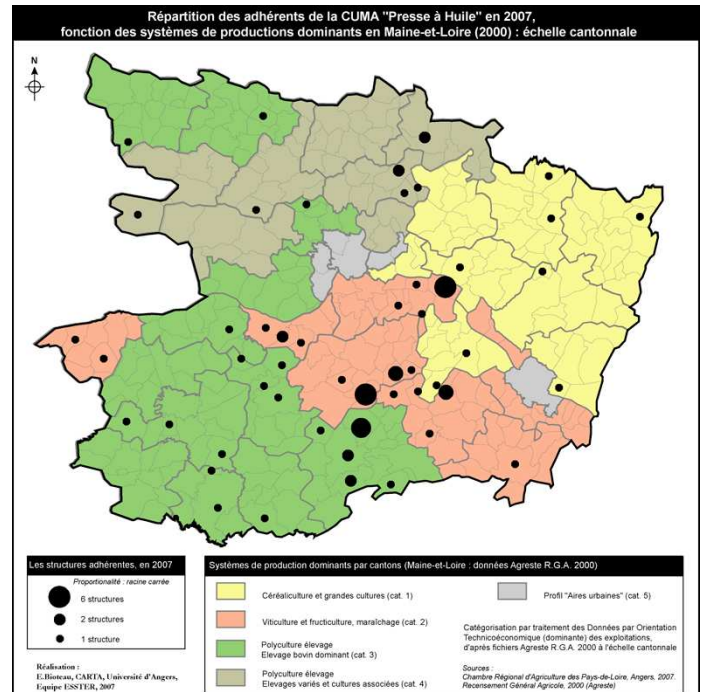 Répartition des adhérents de la CUMA "Presse à Huile" en 2007,
fonction des systèmes de productions dominants en Maine-et-Loire (2000) : échelle cantonnale
N
Les structures adhérentes, en 2007
Proportionalité : racine carrée
6 structures
2 structures
1 structure
Réalisation :
E.Bioteau, CARTA, Université d'Angers,
Equipe ESSTER, 2007
Systèmes de production dominants par cantons (Maine-et-Loire : données Agreste R.G.A. 2000)
Céréaliculture et grandes cultures (cat. 1)
Viticulture et fructiculture, maraîchage (cat. 2)
Polyculture élevage
Elevage bovin dominant (cat. 3)
Polyculture élevage
Elevages variés et cultures associées (cat. 4)
Profil "Aires urbaines" (cat. 5)
Catégorisation par traitement des Données par Orientation
Technicoéconomique (dominante) des exploitations,
d'après fichiers Agreste R.G.A. 2000 à l'échelle cantonnale
Sources :
Chambre Régional d'Agriculture des Pays-de-Loire, Angers, 2007.
Recensement Général Agricole, 2000 (Agreste)